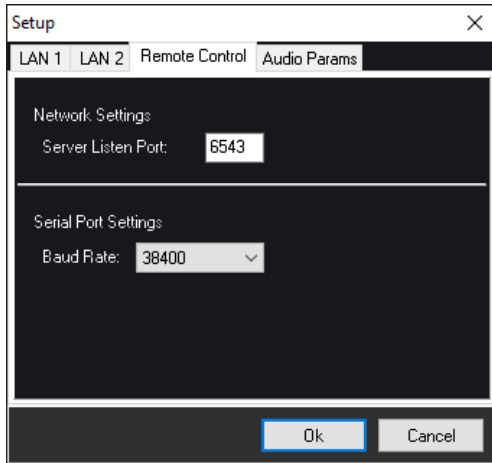 Setup
LAN 1 LAN 2 Remote Control Audio Params
Network Settings
Server Listen Port: 6543
Serial Port Settings
Baud Rate: 38400
Ok Cancel